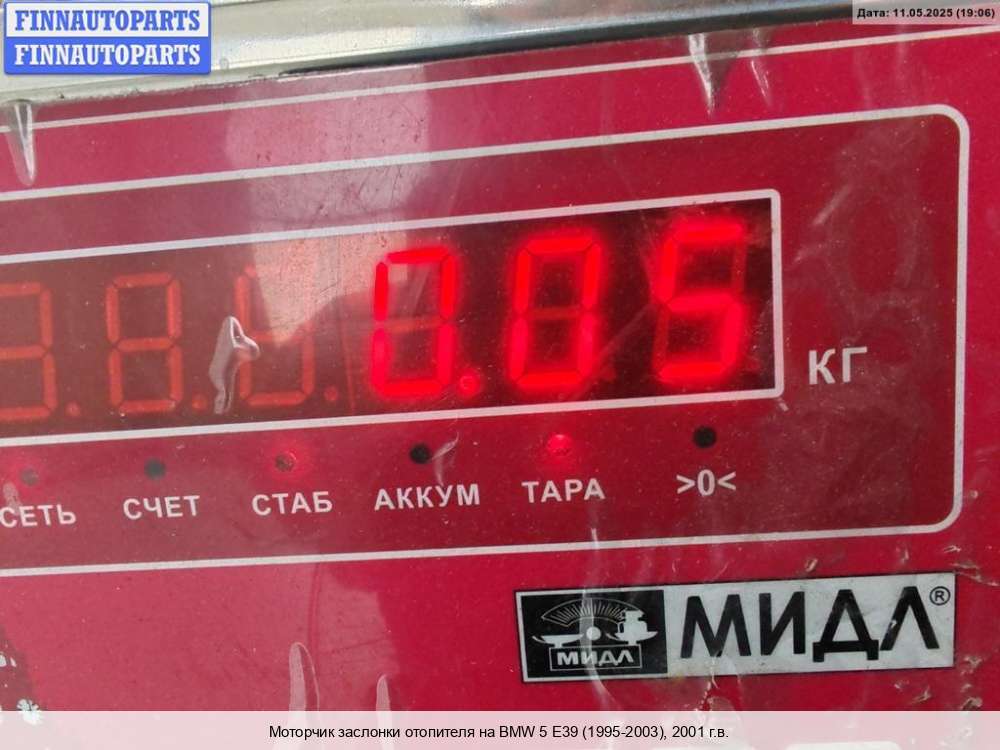 FINNAUTOPARTS
FINNAUTOPARTS
Дата: 11.05.2025 (19:06)
0.05
КГ
СЕТЬ СЧЕТ СТАБ АККУМ ТАРА >0<
МИДЛ МИДЛ®
Моторчик заслонки отопителя на BMW 5 E39 (1995-2003), 2001 г.в.